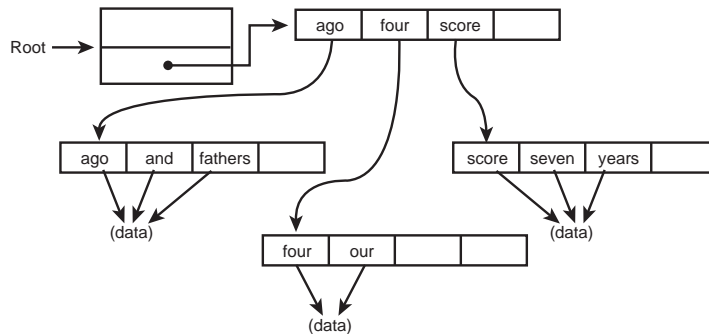 Root
ago four score
ago and fathers
score seven years
(data)
(data)
four our
(data)